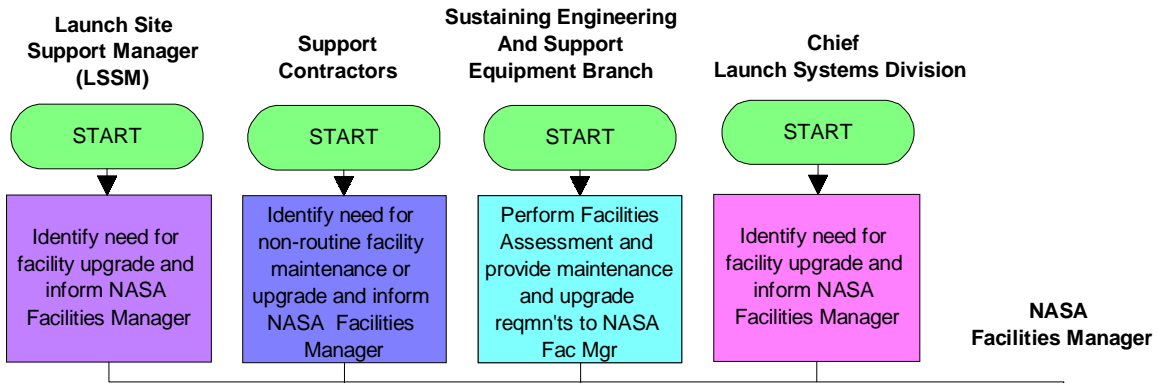 Launch Site
Support Manager
(LSSM)
Support
Contractors
Sustaining Engineering
And Support
Equipment Branch
Chief
Launch Systems Division
START
START
START
START
Identify need for
facility upgrade and
inform NASA
Facilities Manager
Identify need for
non-routine facility
maintenance or
upgrade and inform
NASA Facilities
Manager
Perform Facilities
Assessment and
provide maintenance
and upgrade
reqmn'ts to NASA
Fac Mgr
Identify need for
facility upgrade and
inform NASA
Facilities Manager
NASA
Facilities Manager